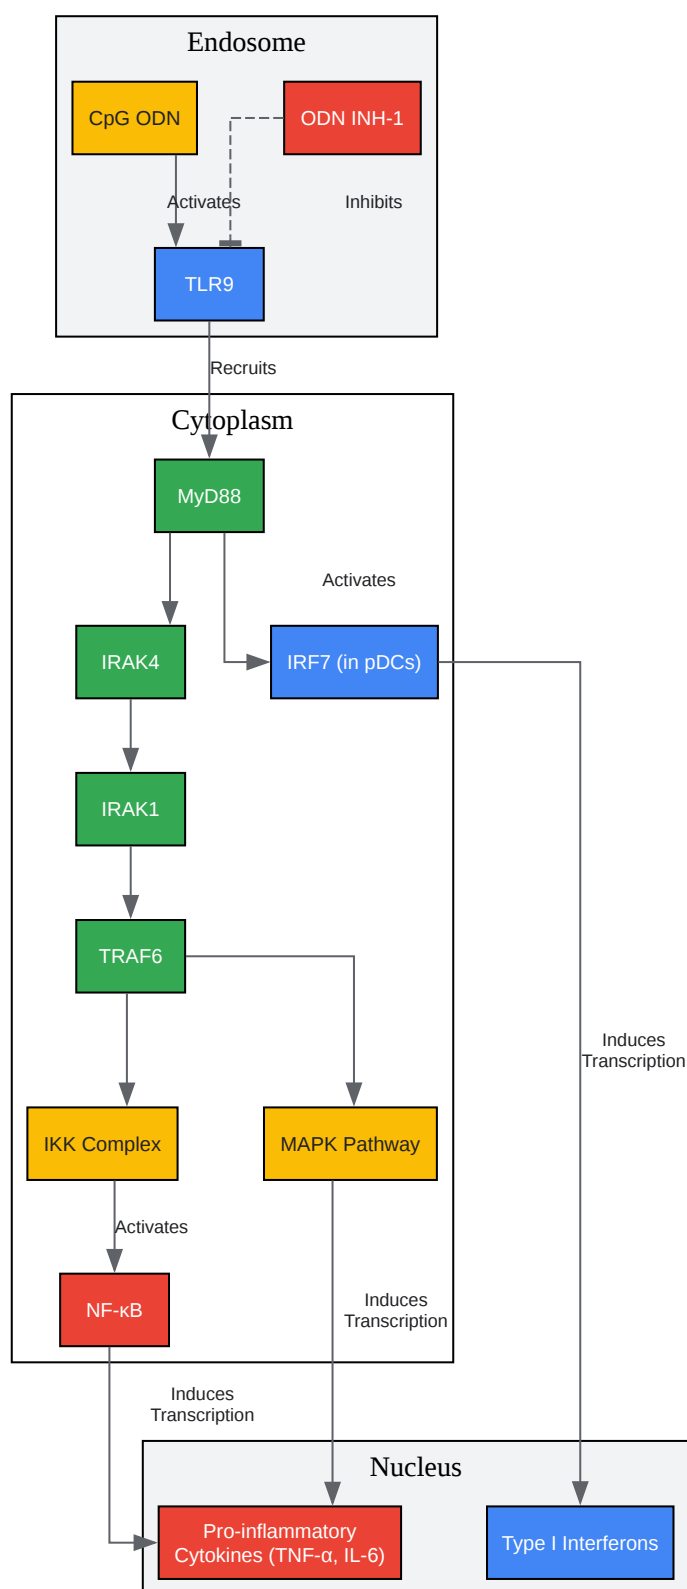 Endosome
CpG ODN
ODN INH-1
Activates
Inhibits
TLR9
Recruits
Cytoplasm
MyD88
Activates
IRAK4
IRF7 (in pDCs)
IRAK1
TRAF6
Induces
Transcription
IKK Complex
MAPK Pathway
Activates
NF-κB
Induces
Transcription
Induces
Transcription
Nucleus
Pro-inflammatory
Cytokines (TNF-α, IL-6)
Type I Interferons